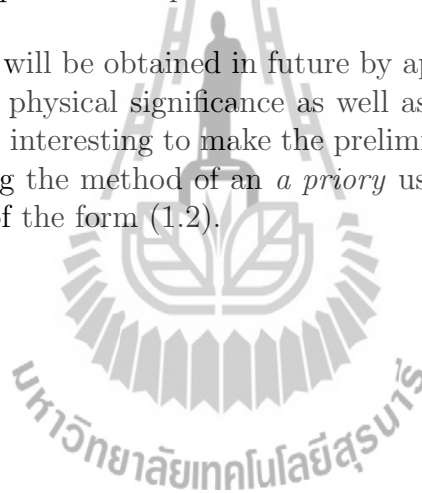 will be obtained in future by ap
physical significance as well as
interesting to make the prelim
g the method of an a priory us
of the form (1.2).
มหาวิทยาลัยเทคโนโลยีสุรนารี